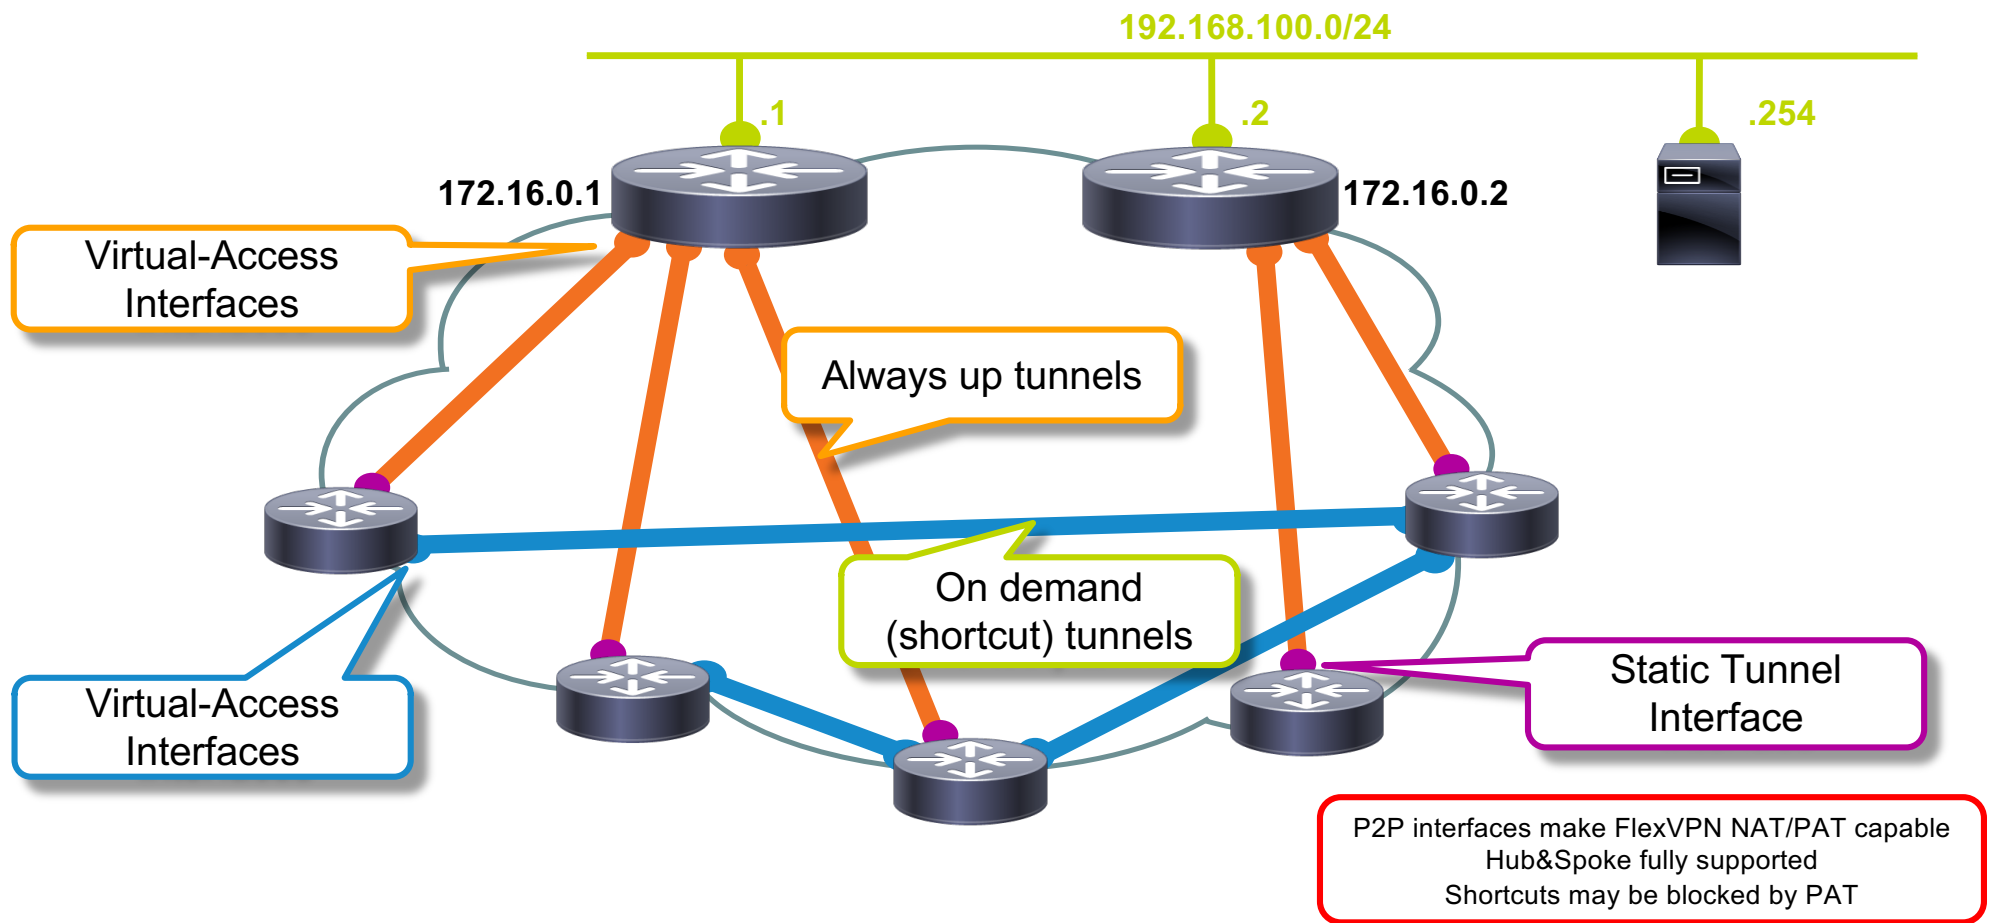 192.168.100.0/24
.1
.2
.254
172.16.0.1
172.16.0.2
Virtual-Access
Interfaces
Always up tunnels
On demand
(shortcut) tunnels
Virtual-Access
Interfaces
Static Tunnel
Interface
P2P interfaces make FlexVPN NAT/PAT capable
Hub&Spoke fully supported
Shortcuts may be blocked by PAT